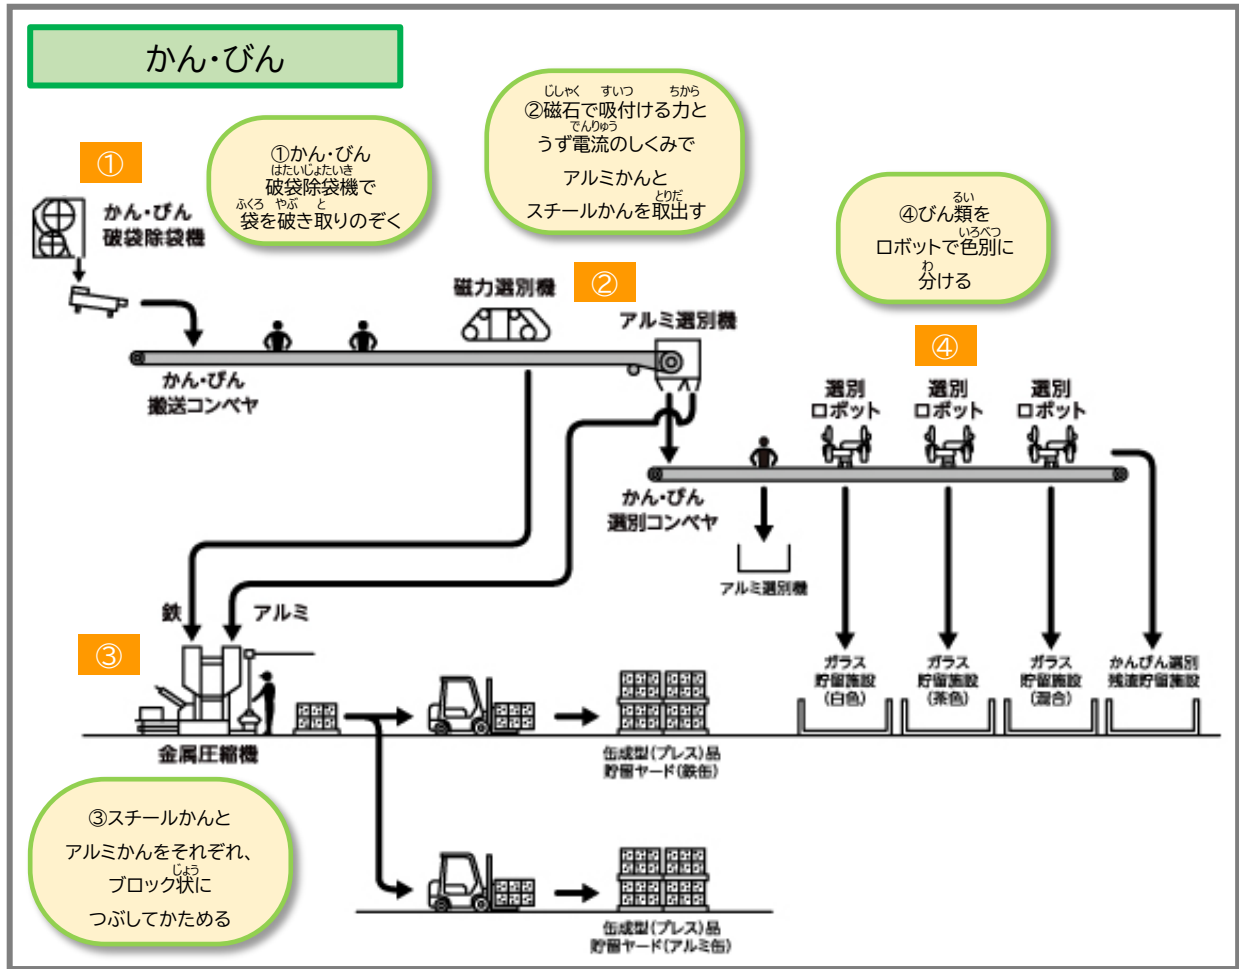 かん・びん
①
かん・びん
破袋除袋機
①かん・びん
はたいじょたいき
破袋除袋機で
ふくろ やぶ と
袋を破き取りのぞく
じしゃく すいつ ちから
②磁石で吸付ける力と
でんりゅう
うず電流のしくみで
アルミかんと
とりだ
スチールかんを取出す
るい
④びん類を
いろべつ
ロボットで色別に
わ
分ける
磁力選別機
②
アルミ選別機
かん・びん
搬送コンベヤ
④
選別
ロボット
選別
ロボット
選別
ロボット
かん・びん
選別コンベヤ
アルミ選別機
鉄
アルミ
③
金属圧縮機
ガラス
貯留施設
(白色)
ガラス
貯留施設
(茶色)
ガラス
貯留施設
(混合)
かんびん選別
残渣貯留施設
缶成型(プレス)品
貯留ヤード(鉄缶)
③スチールかんと
アルミかんをそれぞれ、
じょう
ブロック状に
つぶしてかためる
缶成型(プレス)品
貯留ヤード(アルミ缶)